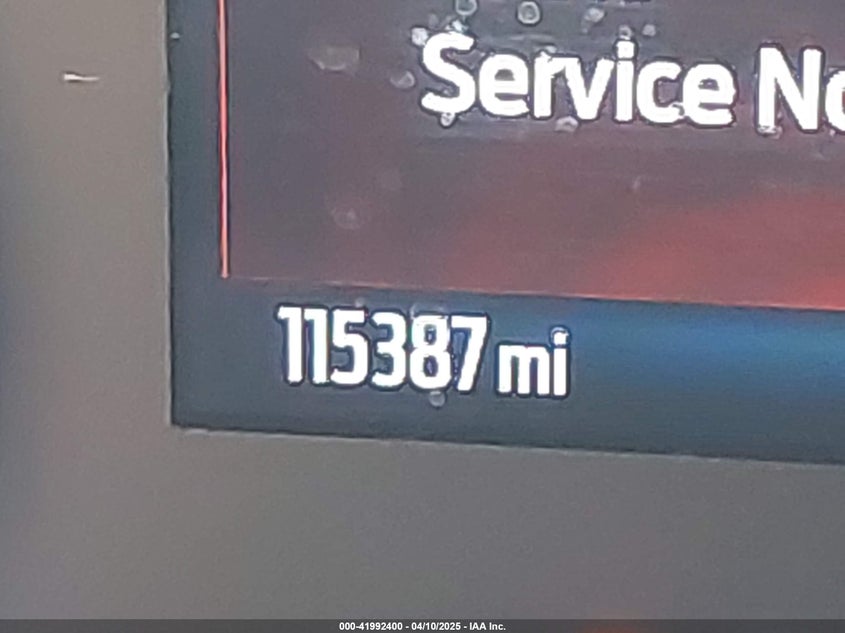 Service
115387 mi
000-41992400 - 04/10/2025 - IAA Inc.